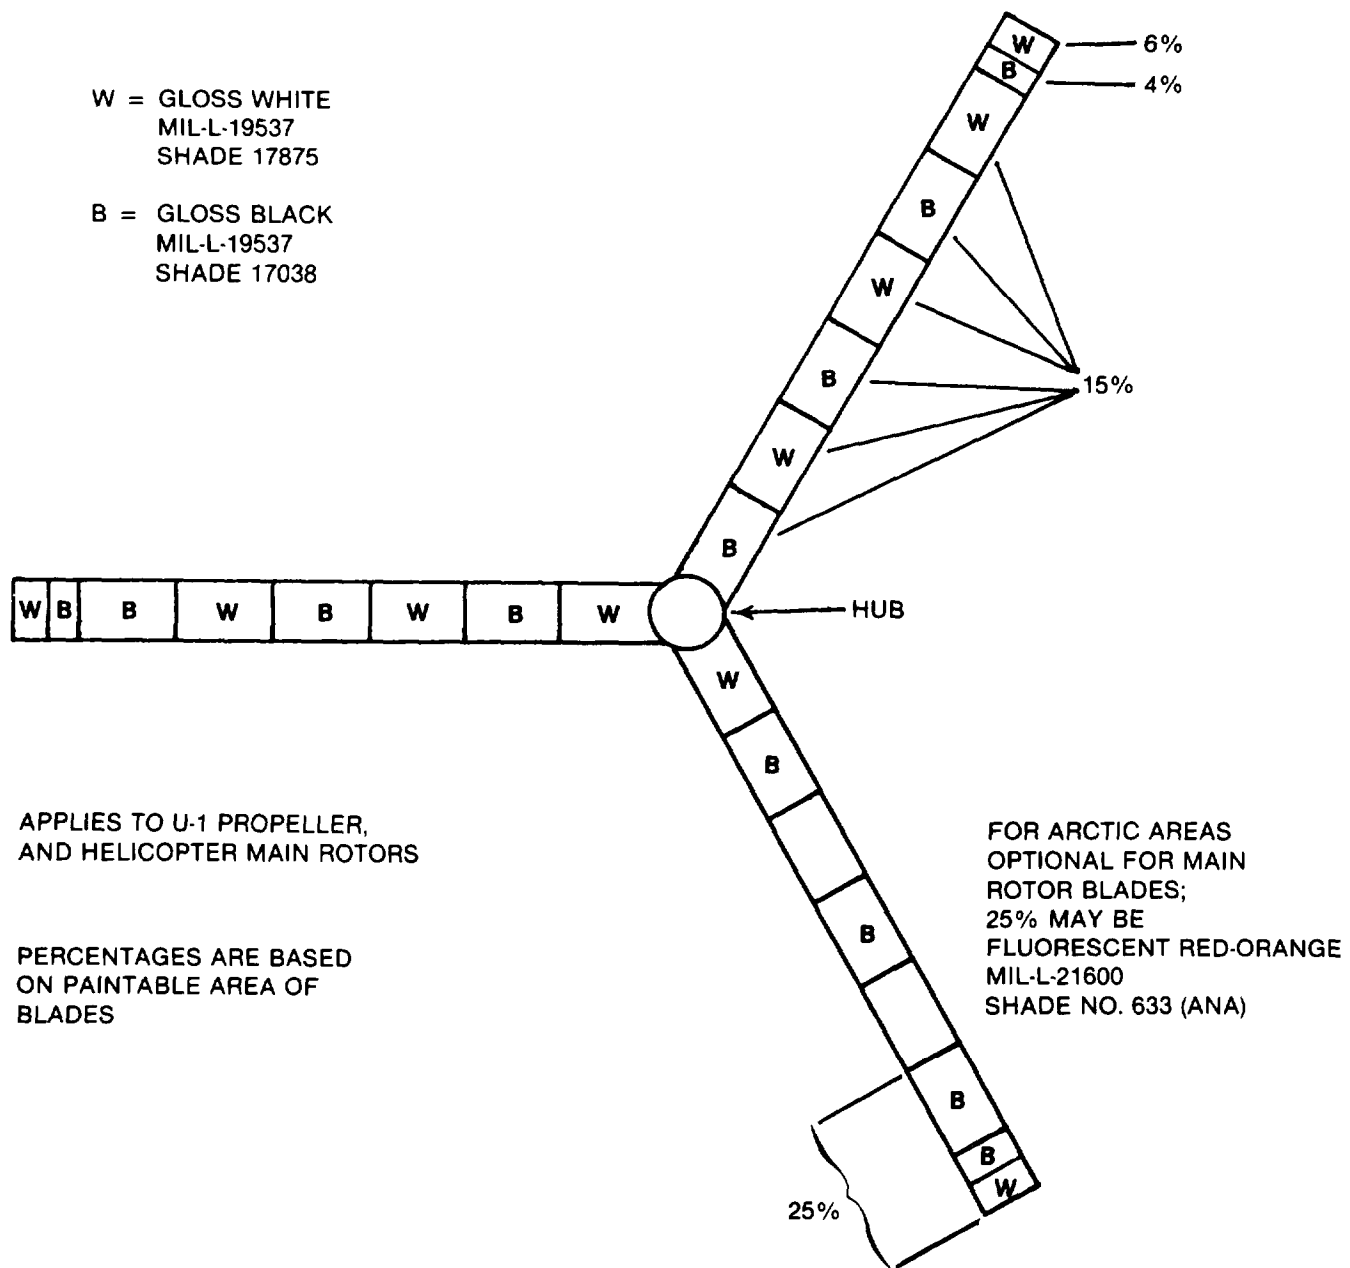 W = GLOSS WHITE
MIL-L-19537
SHADE 17875
B = GLOSS BLACK
MIL-L-19537
SHADE 17038
W
6%
B
4%
W
B
W
B
15%
W
B
HUB
W
B
B
W
B
W
B
W
W
B
B
B
B
W
25%
APPLIES TO U-1 PROPELLER,
AND HELICOPTER MAIN ROTORS
PERCENTAGES ARE BASED
ON PAINTABLE AREA OF
BLADES
FOR ARCTIC AREAS
OPTIONAL FOR MAIN
ROTOR BLADES;
25% MAY BE
FLUORESCENT RED-ORANGE
MIL-L-21600
SHADE NO. 633 (ANA)